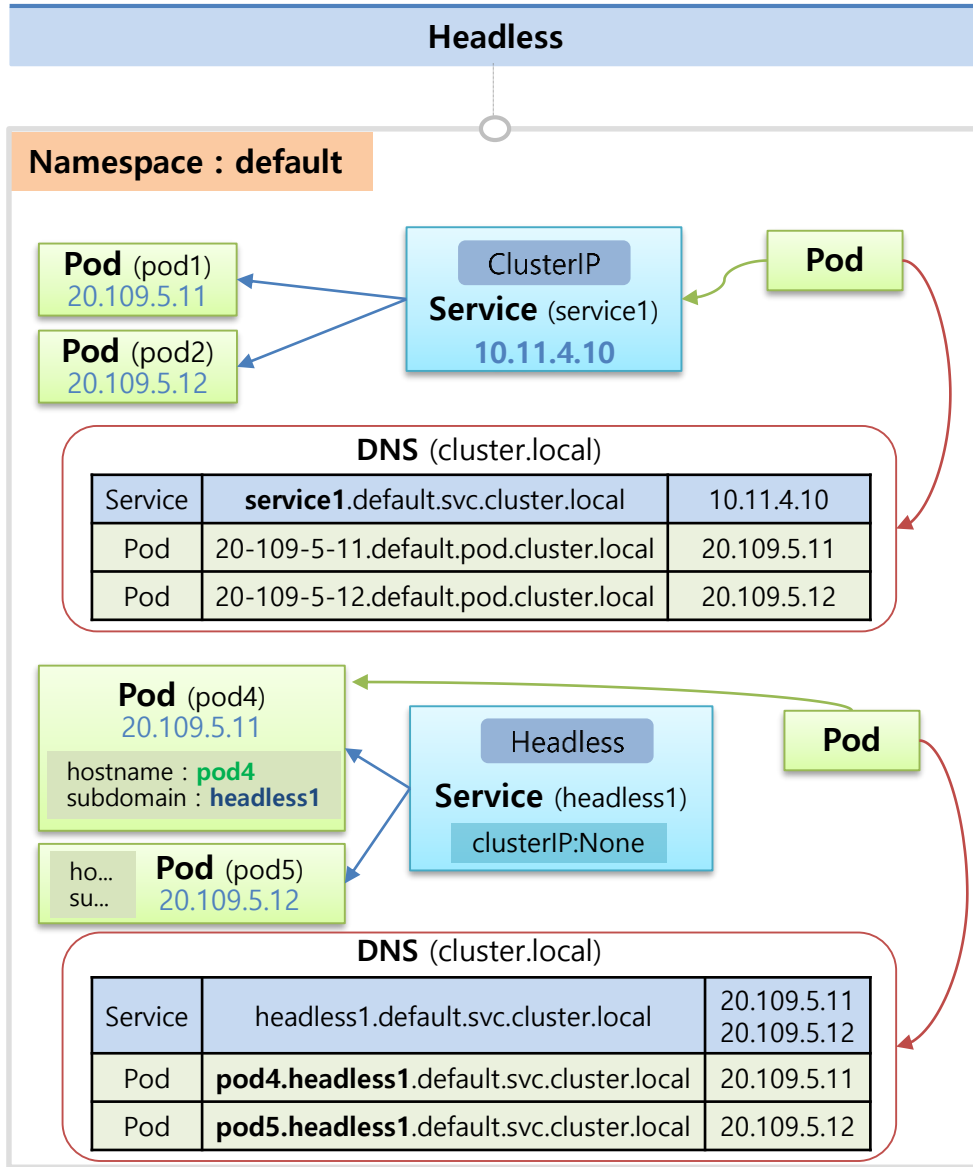 Headless
Namespace : default
Pod (pod1)
20.109.5.11
Pod (pod2)
20.109.5.12
ClusterIP
Service (service1)
10.11.4.10
Pod
DNS (cluster.local)
Service service1.default.svc.cluster.local 10.11.4.10
Pod 20-109-5-11.default.pod.cluster.local 20.109.5.11
Pod 20-109-5-12.default.pod.cluster.local 20.109.5.12
Pod (pod4)
20.109.5.11
hostname : pod4
subdomain : headless1
ho...
su...
Pod (pod5)
20.109.5.12
Headless
Service (headless1)
clusterIP:None
Pod
DNS (cluster.local)
Service headless1.default.svc.cluster.local 20.109.5.11
20.109.5.12
Pod pod4.headless1.default.svc.cluster.local 20.109.5.11
Pod pod5.headless1.default.svc.cluster.local 20.109.5.12